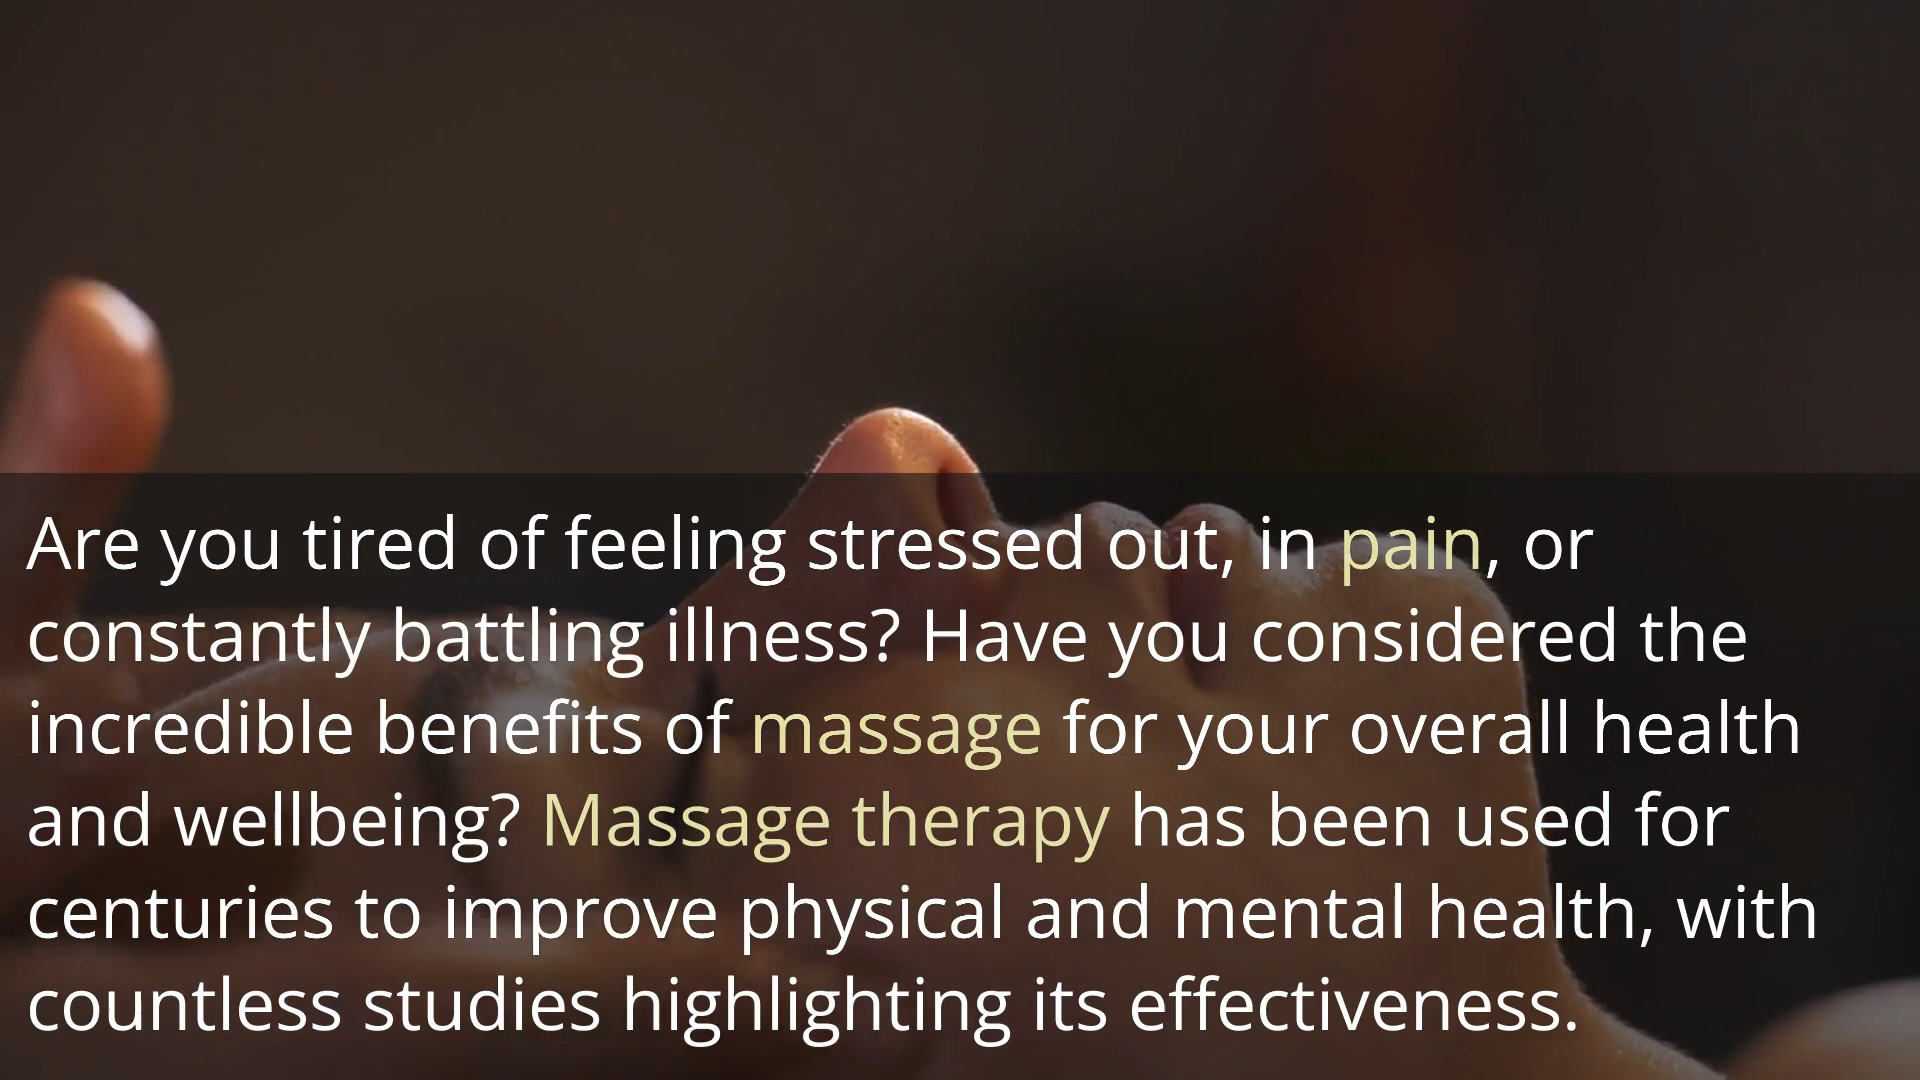 Are you tired of feeling stressed out, in pain, or
constantly battling illness? Have you considered the
incredible benefits of massage for your overall health
and wellbeing? Massage therapy has been used for
centuries to improve physical and mental health, with
countless studies highlighting its effectiveness.